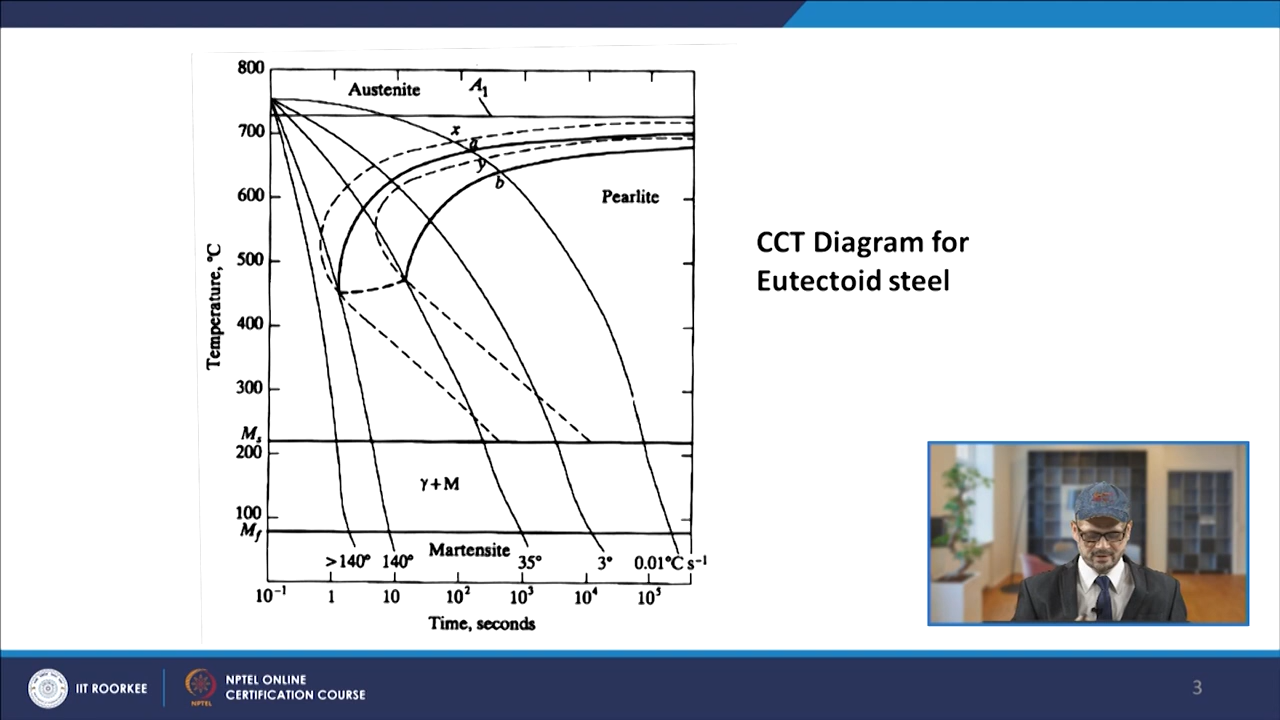 800
Austenite
A1
700
x
a
y
b
600
Pearlite
500
Temperature, °C
400
300
Ms
200
γ+M
100
Mf
Martensite
>140° 140° 35° 3° 0.01°C s⁻¹
10⁻¹ 1 10 10² 10³ 10⁴ 10⁵
Time, seconds
CCT Diagram for
Eutectoid steel
IIT ROORKEE
NPTEL
NPTEL ONLINE
CERTIFICATION COURSE
3